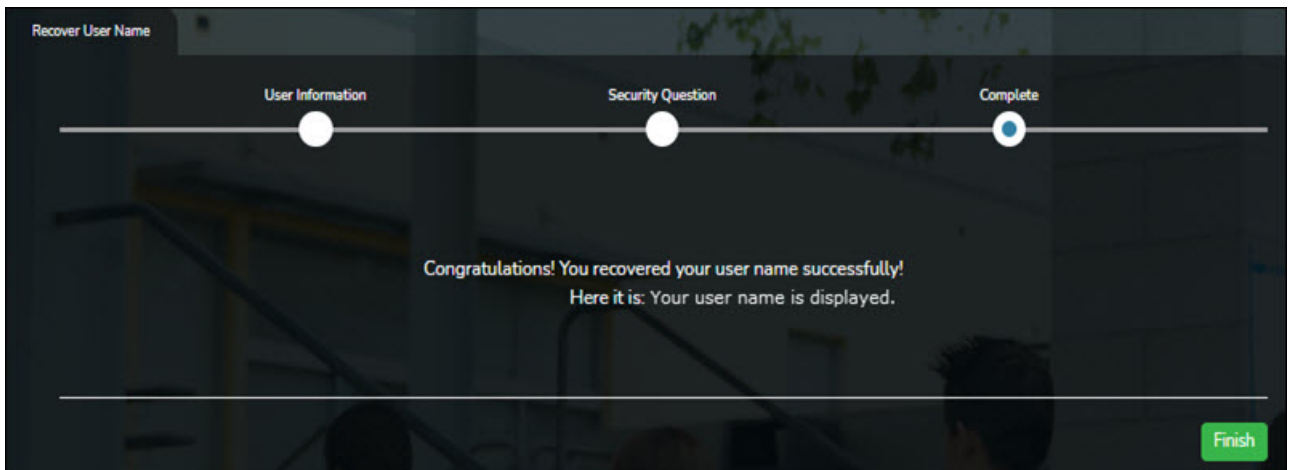 Recover User Name
User Information
Security Question
Complete
Congratulations! You recovered your user name successfully!
Here it is: Your user name is displayed.
Finish